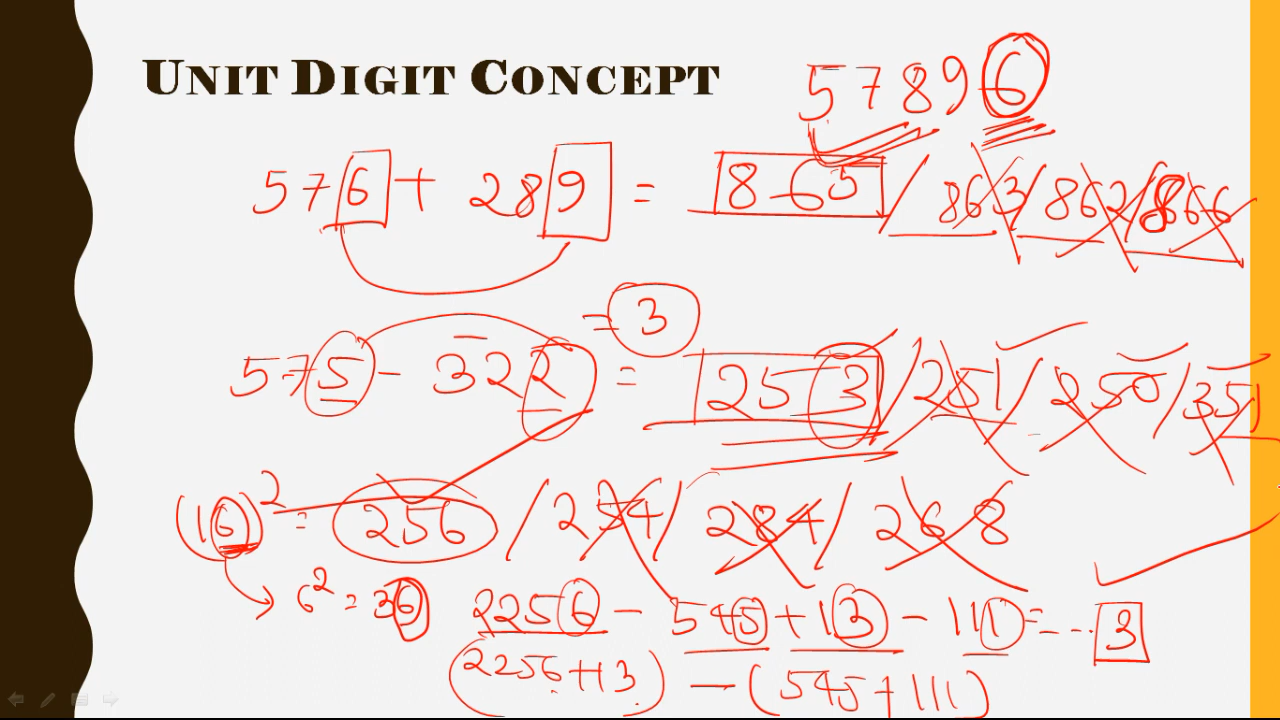 UNIT DIGIT CONCEPT
57896
576 + 289 = 865 / 863 / 862 / 866
= 3
575 - 322 = 253 / 251 / 250 / 351
(16)² = 256 / 254 / 284 / 268
6² = 36
2256 - 545 + 13 - 111 = --- 3
(2256+13) - (545+111)